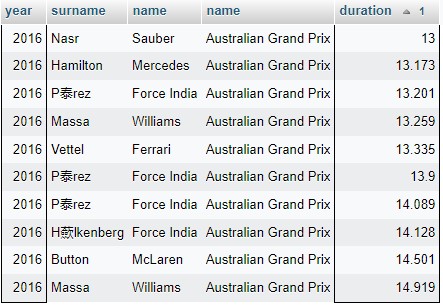 year surname name name duration 1
2016 Nasr Sauber Australian Grand Prix 13
2016 Hamilton Mercedes Australian Grand Prix 13.173
2016 P泰rez Force India Australian Grand Prix 13.201
2016 Massa Williams Australian Grand Prix 13.259
2016 Vettel Ferrari Australian Grand Prix 13.335
2016 P泰rez Force India Australian Grand Prix 13.9
2016 P泰rez Force India Australian Grand Prix 14.089
2016 H蘛lkenberg Force India Australian Grand Prix 14.128
2016 Button McLaren Australian Grand Prix 14.501
2016 Massa Williams Australian Grand Prix 14.919